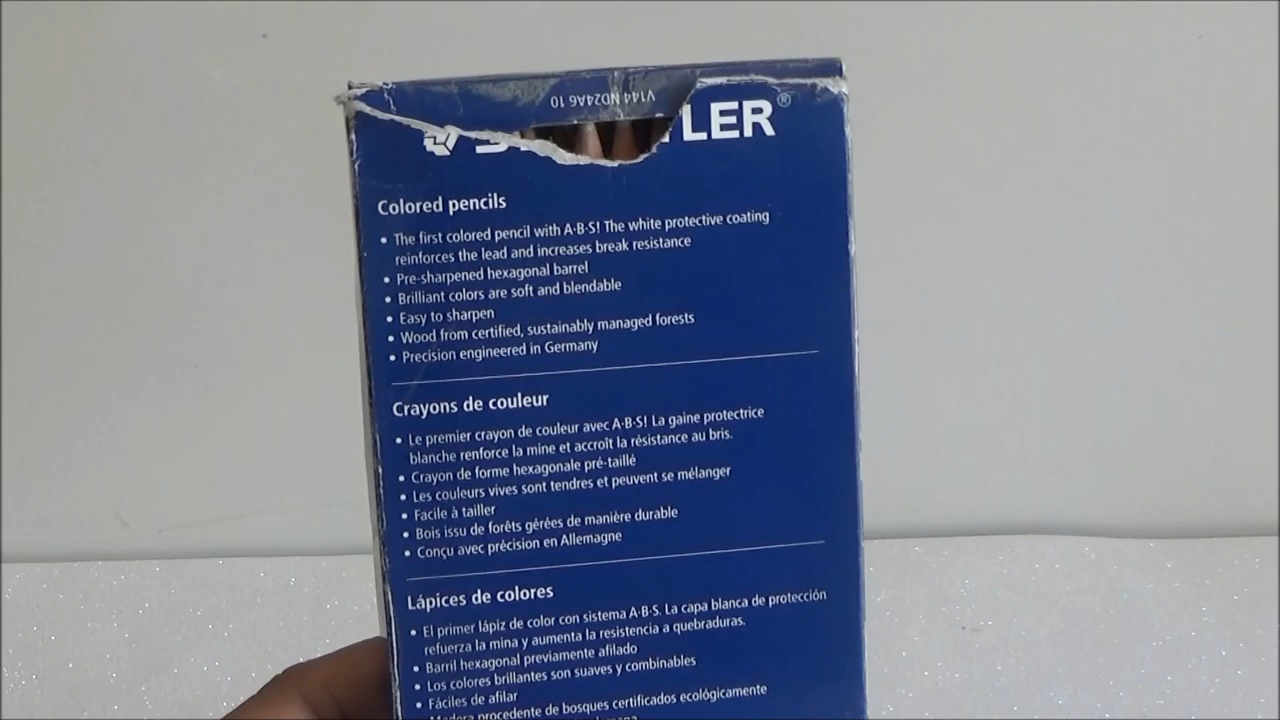 V144 ND24A6 10
LER®
Colored pencils
• The first colored pencil with A·B·S! The white protective coating
reinforces the lead and increases break resistance
• Pre-sharpened hexagonal barrel
• Brilliant colors are soft and blendable
• Easy to sharpen
• Wood from certified, sustainably managed forests
• Precision engineered in Germany
Crayons de couleur
• Le premier crayon de couleur avec A·B·S! La gaine protectrice
blanche renforce la mine et accroît la résistance au bris.
• Crayon de forme hexagonale pré-taillé
• Les couleurs vives sont tendres et peuvent se mélanger
• Facile à tailler
• Bois issu de forêts gérées de manière durable
• Conçu avec précision en Allemagne
Lápices de colores
• El primer lápiz de color con sistema A·B·S. La capa blanca de protección
refuerza la mina y aumenta la resistencia a quebraduras.
• Barril hexagonal previamente afilado
• Los colores brillantes son suaves y combinables
• Fáciles de afilar
• Madera procedente de bosques certificados ecológicamente